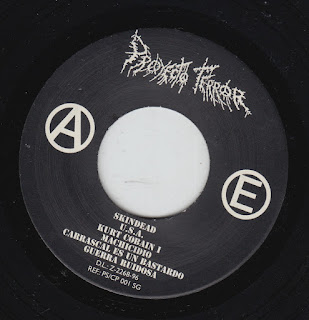 Proyecto Terror
A
E
SKINDEAD
U.S.A.
KURT COBAIN 1
MACHICIDIO
CARRASCAL ES UN BASTARDO
GUERRA RUIDOSA
D.L.: Z-2268-96
REF: PS/CP 001 SG